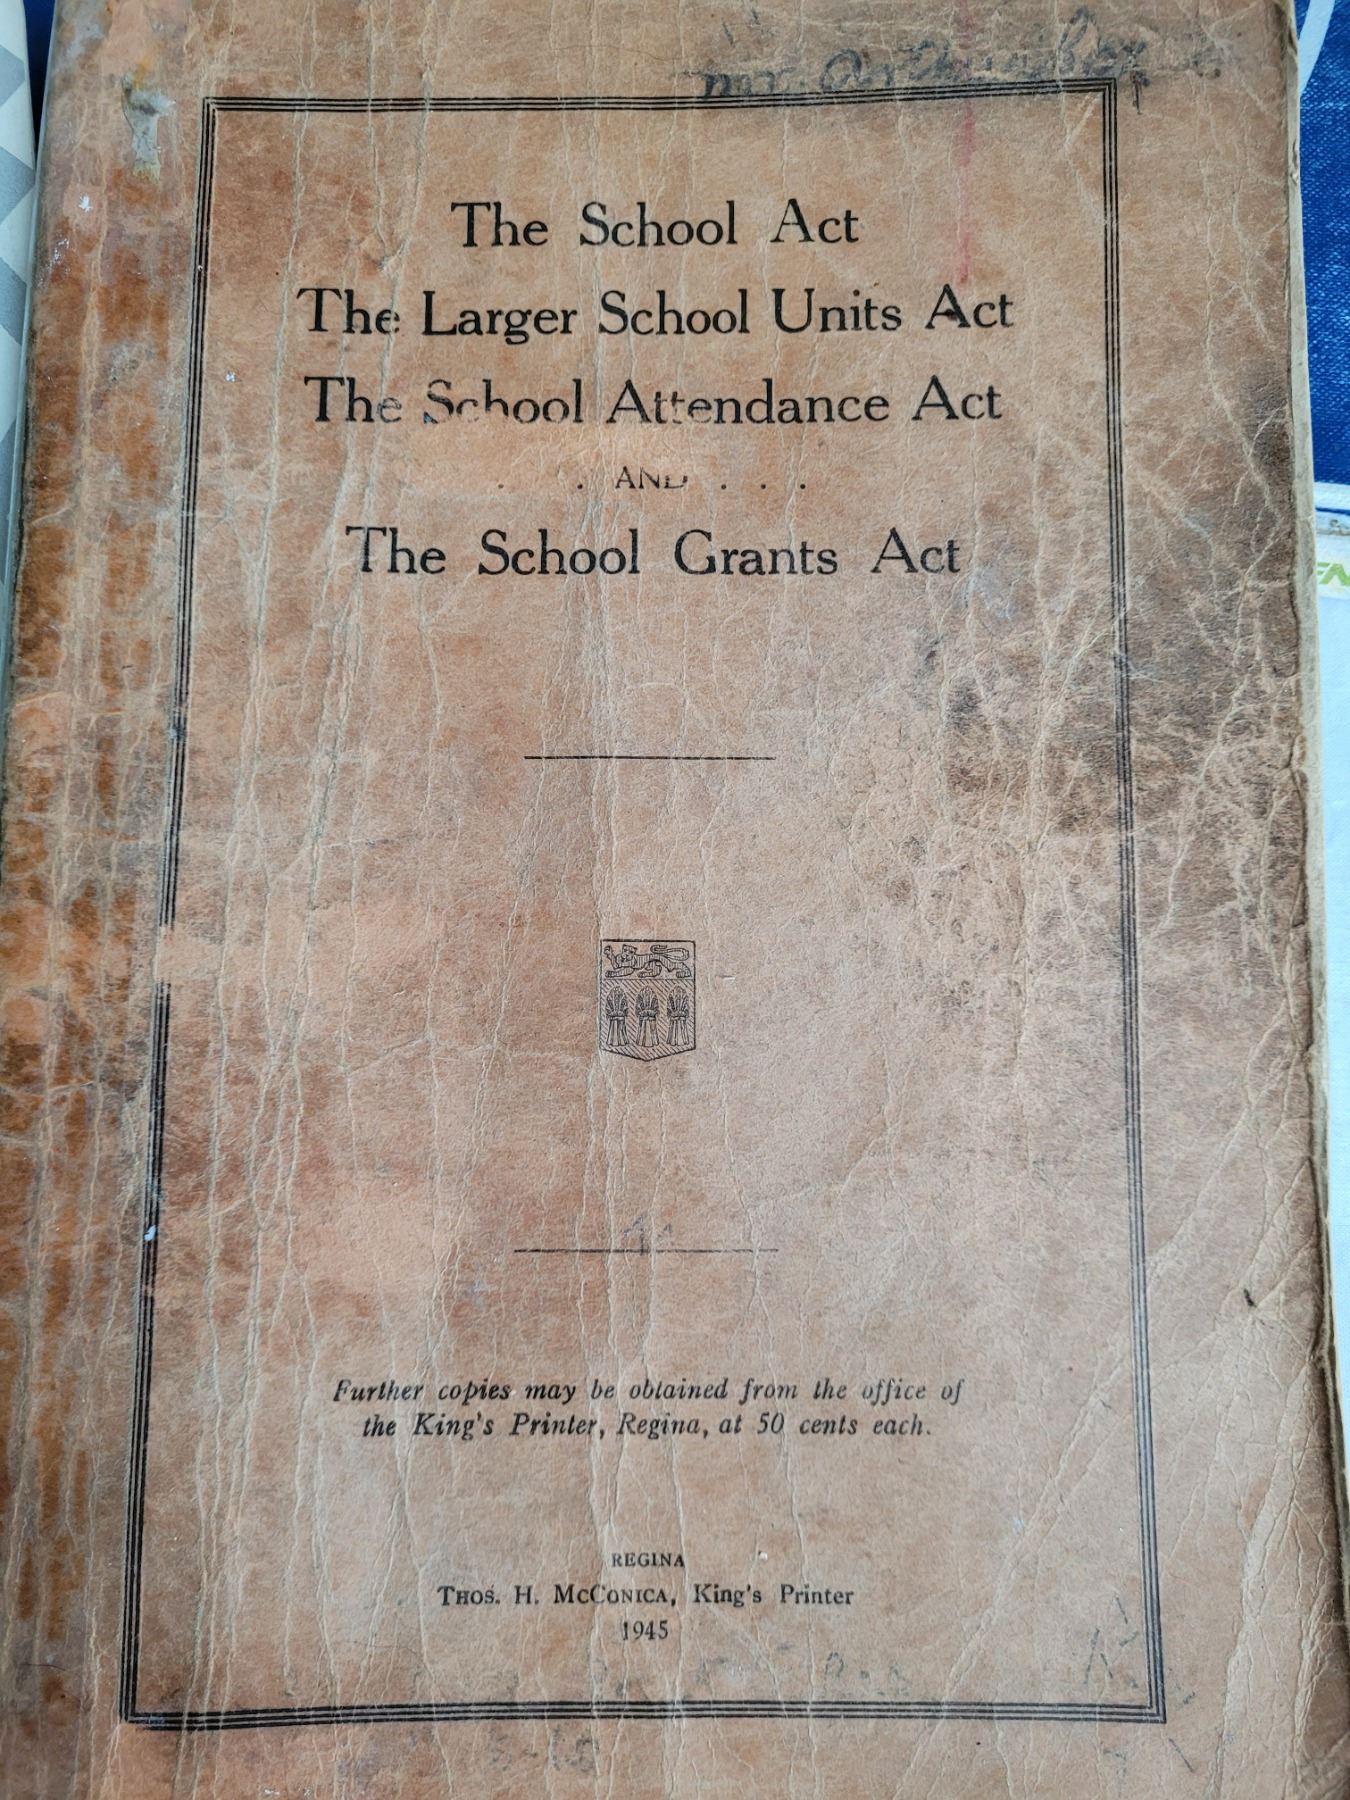 mr.
The School Act
The Larger School Units Act
The School Attendance Act
. . AND . . .
The School Grants Act
Further copies may be obtained from the office of
the King's Printer, Regina, at 50 cents each.
REGINA
THOS. H. MCCONICA, King's Printer
1945